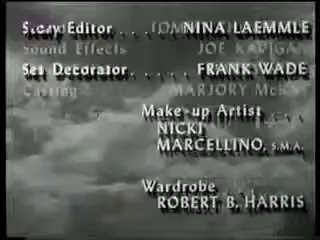 Story Editor . . . . NINA LAEMMLE
Sound Effects JOE
Set Decorator . . . . FRANK WADE
Casting MARJORY
Make-up Artist
NICKI
MARCELLINO, S.M.A.
Wardrobe
ROBERT B. HARRIS